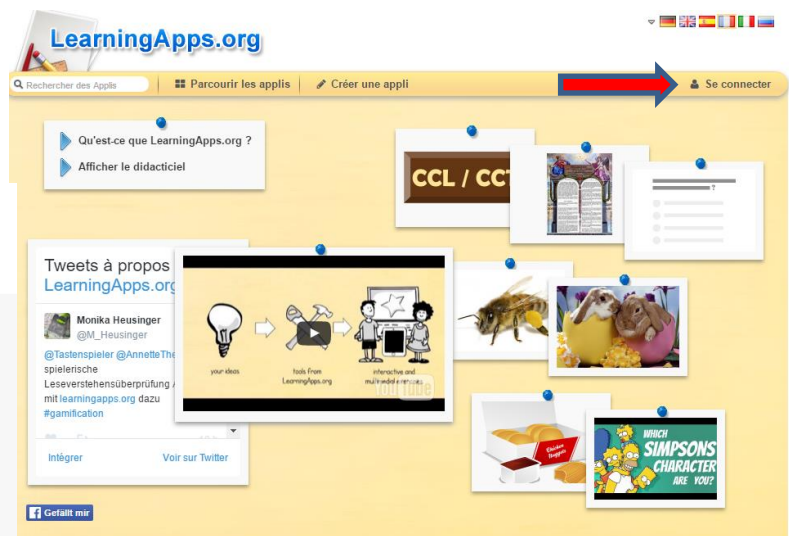 LearningApps.org
Rechercher des Applis
Parcourir les applis
Créer une appli
Se connecter
Qu'est-ce que LearningApps.org ?
Afficher le didacticiel
CCL / CCT
?
Tweets à propos
LearningApps.org
Monika Heusinger
@M_Heusinger
@Tastenspieler @AnnetteThe
spielerische
Leseverstehensüberprüfung
mit learningapps.org dazu
#gamification
Intégrer
Voir sur Twitter
your ideas
tools from
LearningApps.org
interactive and
multimedia exercises
YouTube
Chicken
Nuggets
WHICH
SIMPSONS
CHARACTER
ARE YOU?
Gefällt mir